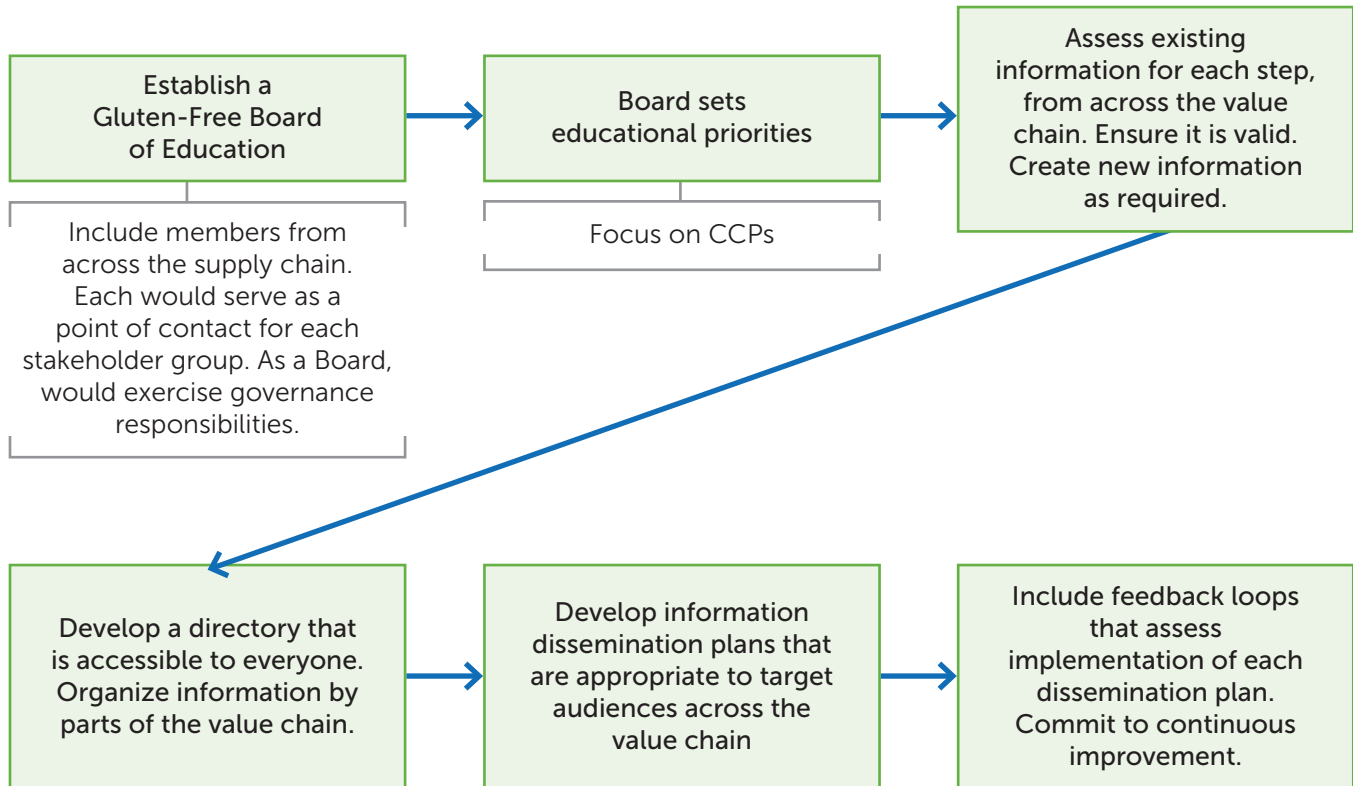 Establish a
Gluten-Free Board
of Education
Include members from
across the supply chain.
Each would serve as a
point of contact for each
stakeholder group. As a Board,
would exercise governance
responsibilities.
Board sets
educational priorities
Focus on CCPs
Assess existing
information for each step,
from across the value
chain. Ensure it is valid.
Create new information
as required.
Develop a directory that
is accessible to everyone.
Organize information by
parts of the value chain.
Develop information
dissemination plans that
are appropriate to target
audiences across the
value chain
Include feedback loops
that assess
implementation of each
dissemination plan.
Commit to continuous
improvement.